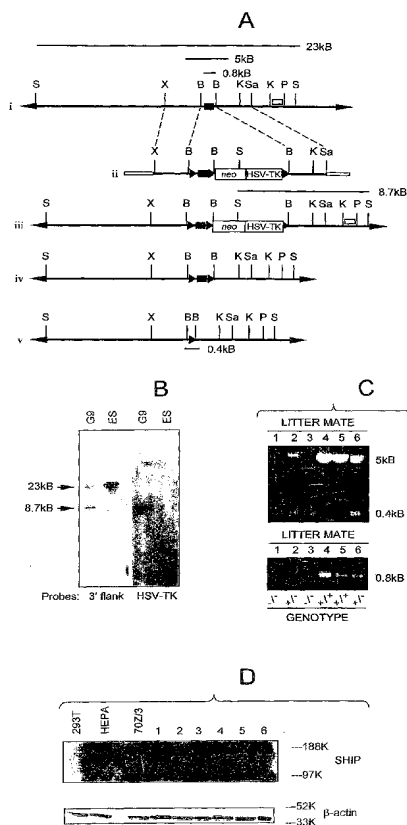 A
23kB
5kB
0.8kB
S X B B K Sa K P S
i
X B B S B K Sa
ii neo HSV-TK
8.7kB
S X B B S B K Sa K P S
iii neo HSV-TK
S X B B K Sa K P S
iv
S X BB K Sa K P S
v
0.4kB
B
G9 ES G9 ES
23kB
8.7kB
Probes: 3' flank HSV-TK
C
LITTER MATE
1 2 3 4 5 6
5kB
0.4kB
LITTER MATE
1 2 3 4 5 6
0.8kB
-/- +/- -/- +/+ +/+ +/-
GENOTYPE
D
293T HEPA 70Z/3 1 2 3 4 5 6
---188K
SHIP
---97K
---52K
β-actin
---33K